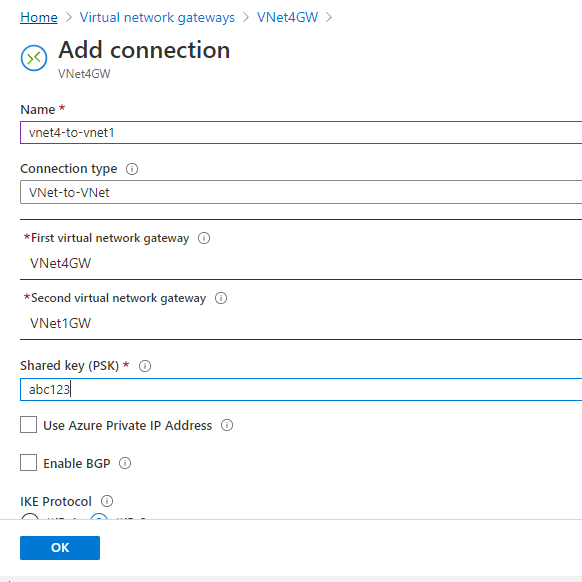 Home > Virtual network gateways > VNet4GW >
Add connection
VNet4GW
Name *
vnet4-to-vnet1
Connection type
VNet-to-VNet
*First virtual network gateway
VNet4GW
*Second virtual network gateway
VNet1GW
Shared key (PSK) *
abc123
Use Azure Private IP Address
Enable BGP
IKE Protocol
OK